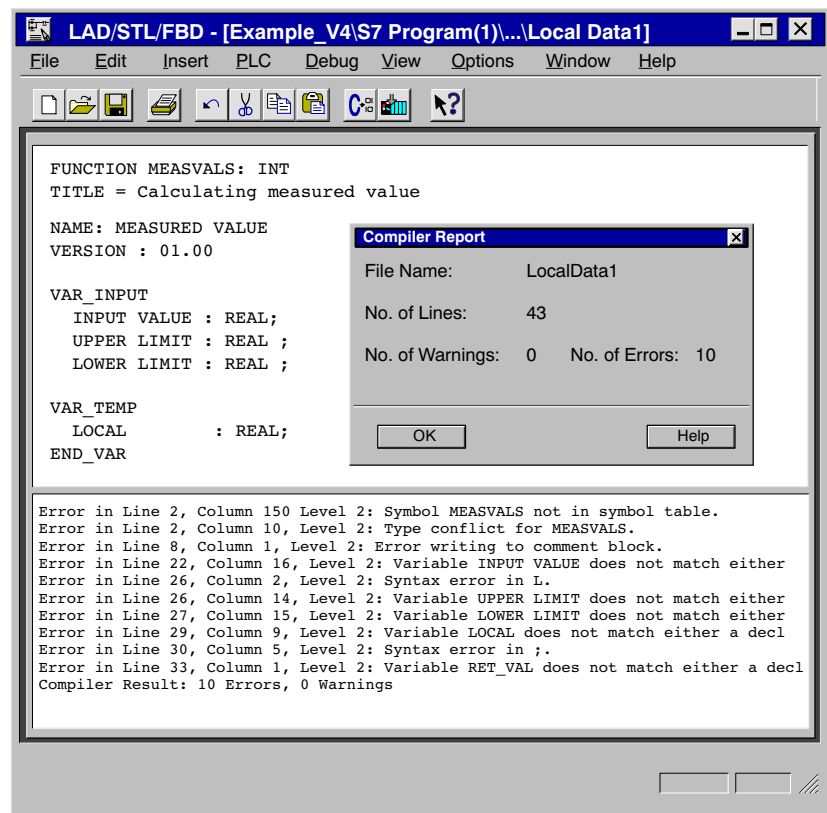 LAD/STL/FBD - [Example_V4\S7 Program(1)\...\Local Data1]
File Edit Insert PLC Debug View Options Window Help
FUNCTION MEASVALS: INT
TITLE = Calculating measured value
NAME: MEASURED VALUE
VERSION : 01.00
VAR_INPUT
INPUT VALUE : REAL;
UPPER LIMIT : REAL ;
LOWER LIMIT : REAL ;
VAR_TEMP
LOCAL : REAL;
END_VAR
Compiler Report
File Name: LocalData1
No. of Lines: 43
No. of Warnings: 0 No. of Errors: 10
OK Help
Error in Line 2, Column 150 Level 2: Symbol MEASVALS not in symbol table.
Error in Line 2, Column 10, Level 2: Type conflict for MEASVALS.
Error in Line 8, Column 1, Level 2: Error writing to comment block.
Error in Line 22, Column 16, Level 2: Variable INPUT VALUE does not match either
Error in Line 26, Column 2, Level 2: Syntax error in L.
Error in Line 26, Column 14, Level 2: Variable UPPER LIMIT does not match either
Error in Line 27, Column 15, Level 2: Variable LOWER LIMIT does not match either
Error in Line 29, Column 9, Level 2: Variable LOCAL does not match either a decl
Error in Line 30, Column 5, Level 2: Syntax error in ;.
Error in Line 33, Column 1, Level 2: Variable RET_VAL does not match either a decl
Compiler Result: 10 Errors, 0 Warnings